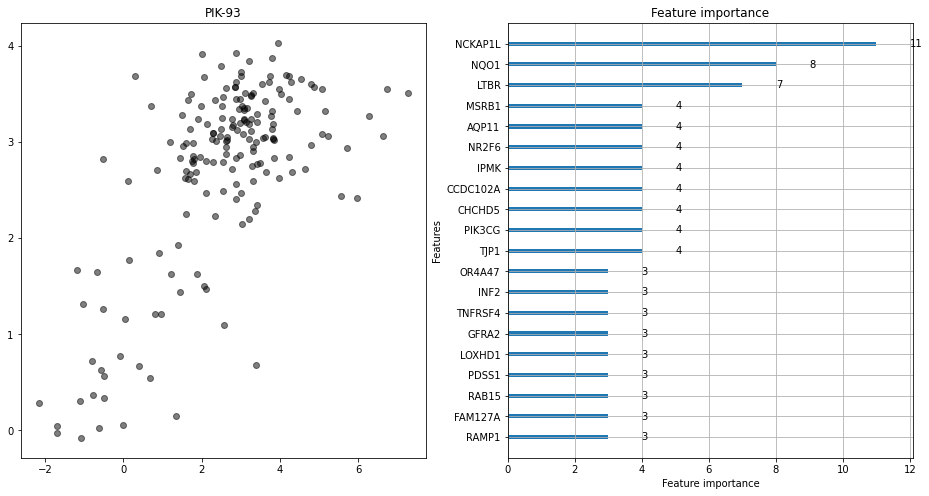 PIK-93
4
3
2
1
0
−2
0
2
4
6
Feature importance
Features
NCKAP1L 11
NQO1 8
LTBR 7
MSRB1 4
AQP11 4
NR2F6 4
IPMK 4
CCDC102A 4
CHCHD5 4
PIK3CG 4
TJP1 4
OR4A47 3
INF2 3
TNFRSF4 3
GFRA2 3
LOXHD1 3
PDSS1 3
RAB15 3
FAM127A 3
RAMP1 3
0
2
4
6
8
10
12
Feature importance